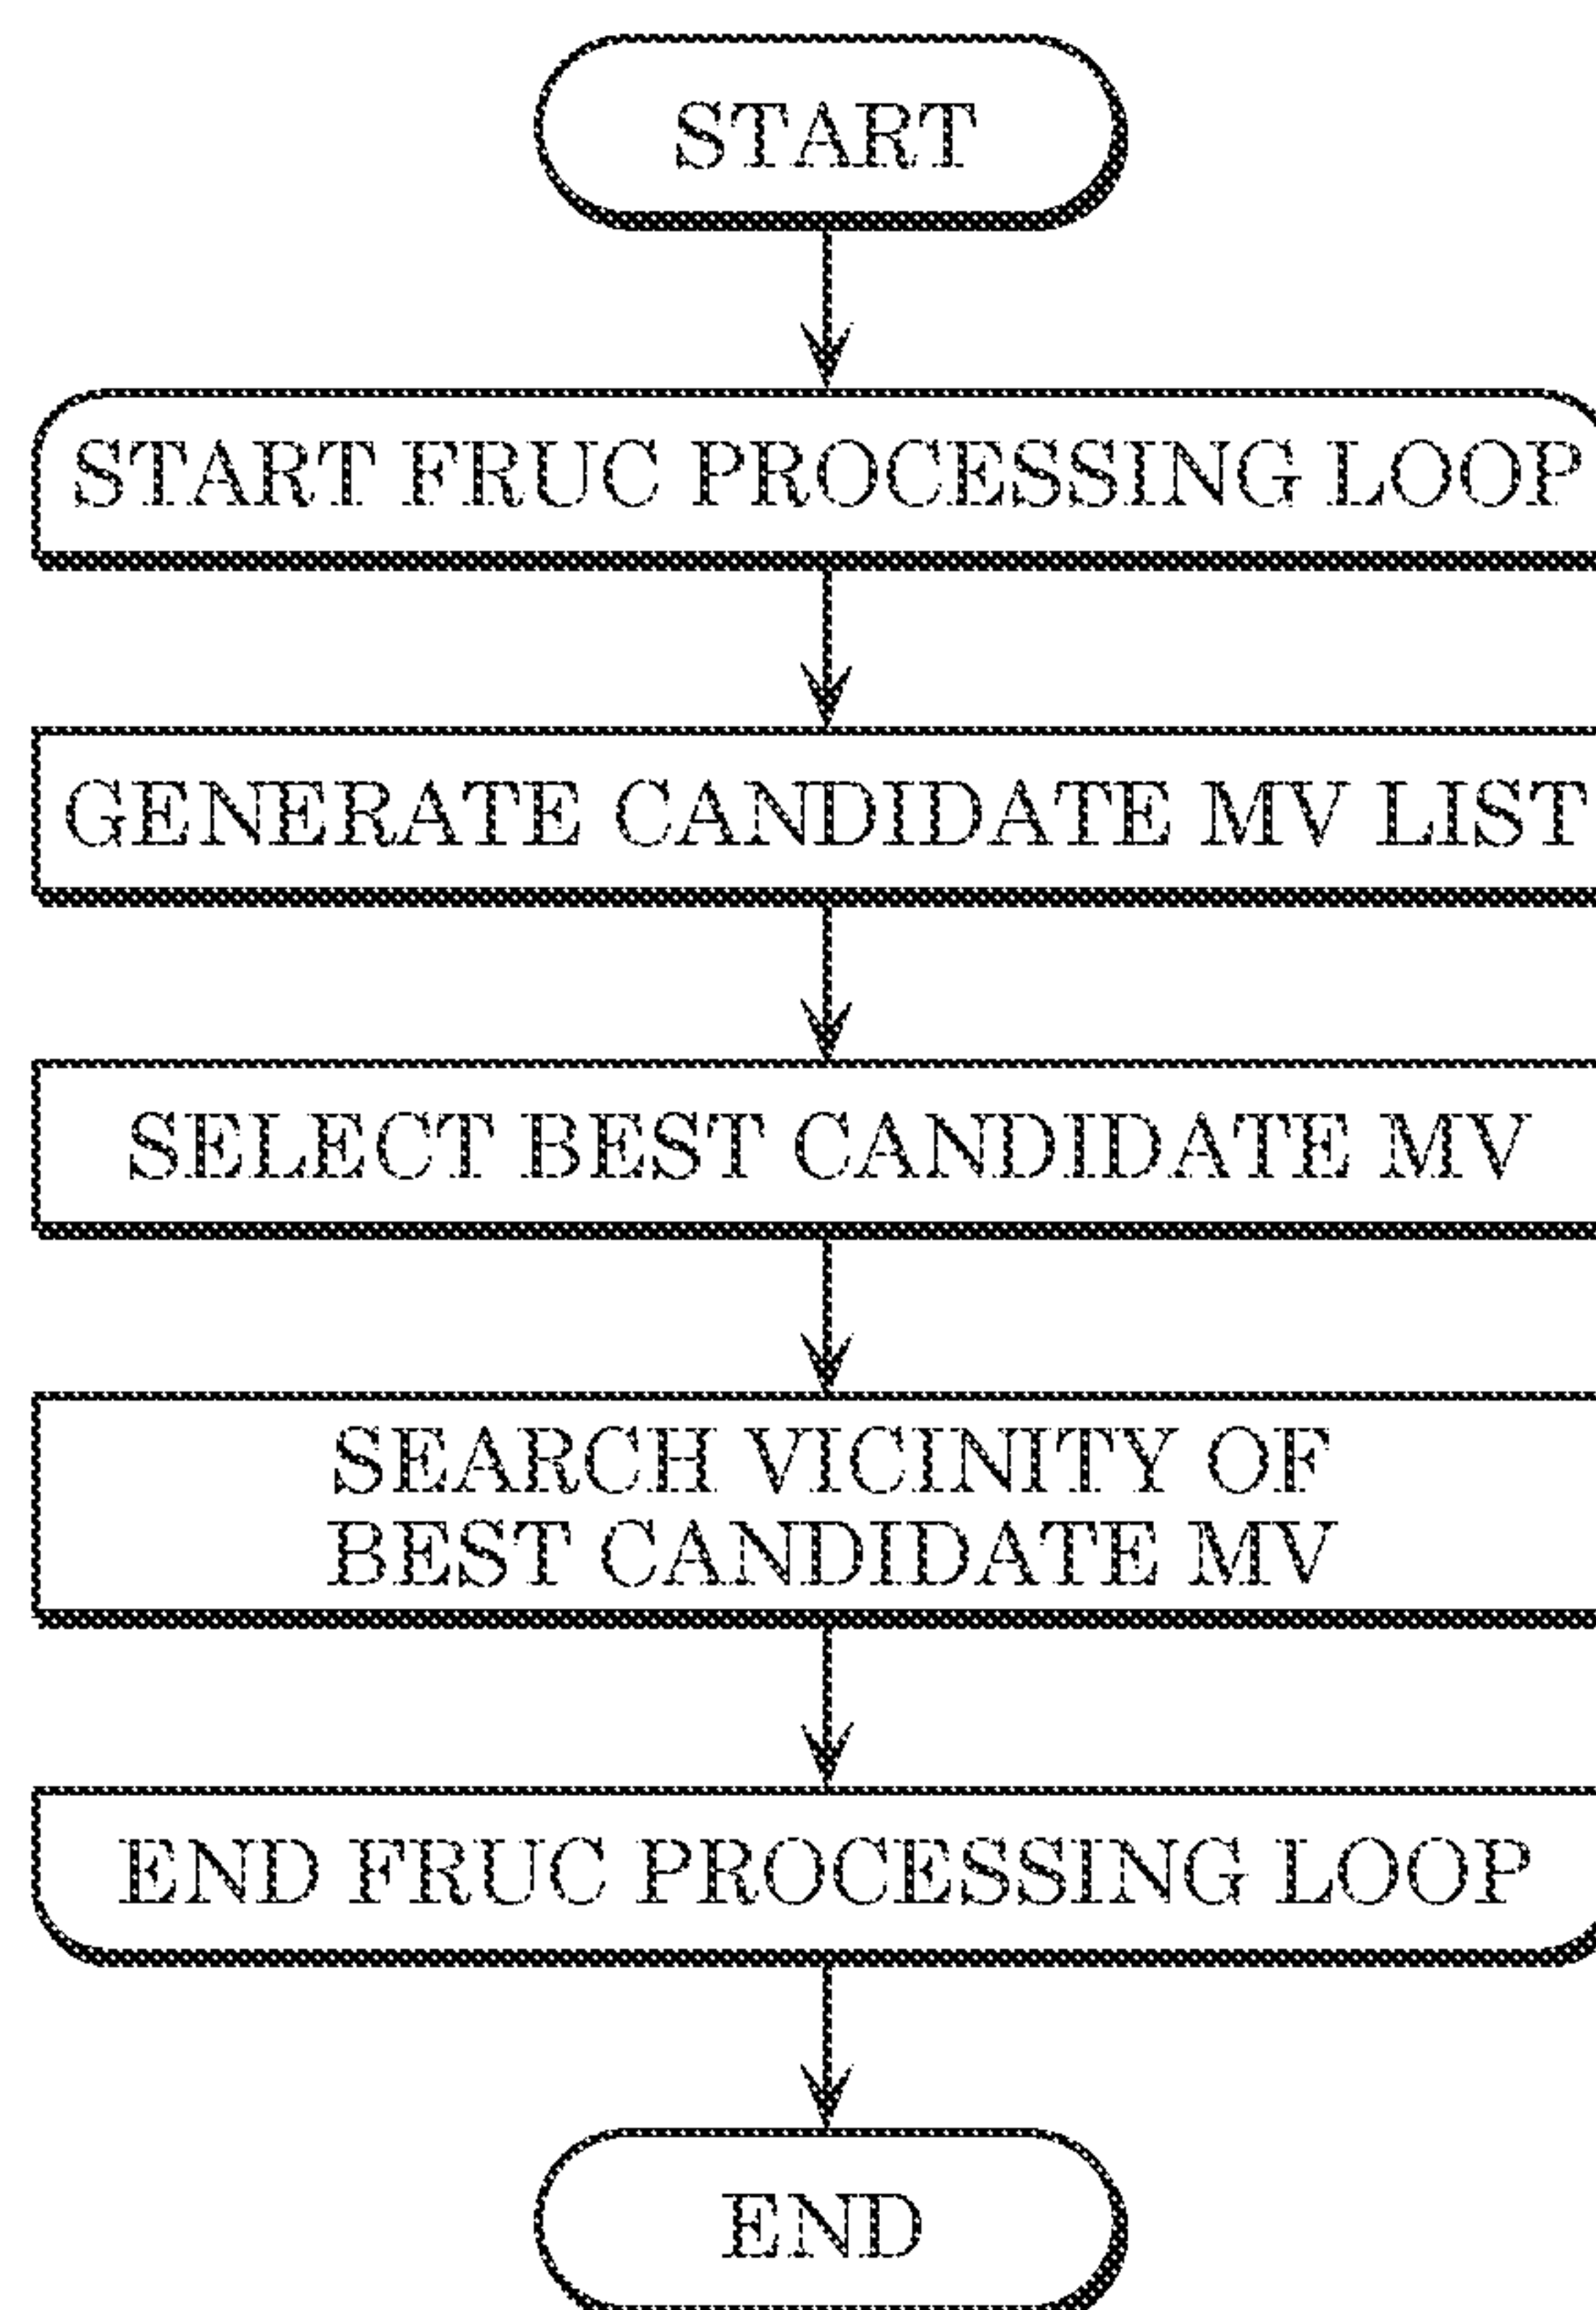 START
START FRUC PROCESSING LOOP
GENERATE CANDIDATE MV LIST
SELECT BEST CANDIDATE MV
SEARCH VICINITY OF
BEST CANDIDATE MV
END FRUC PROCESSING LOOP
END